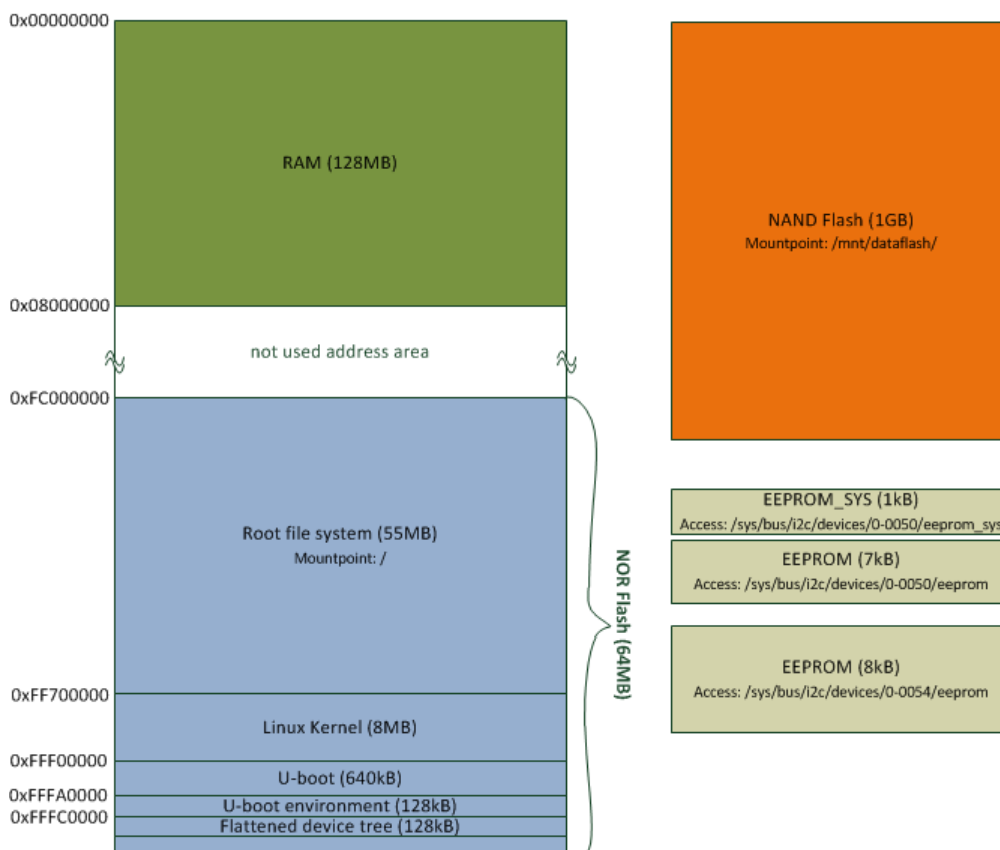 0x00000000
RAM (128MB)
0x08000000
not used address area
0xFC000000
Root file system (55MB)
Mountpoint: /
0xFF700000
Linux Kernel (8MB)
0xFFF00000
U-boot (640kB)
0xFFFA0000
U-boot environment (128kB)
0xFFFC0000
Flattened device tree (128kB)
NOR Flash (64MB)
NAND Flash (1GB)
Mountpoint: /mnt/dataflash/
EEPROM_SYS (1kB)
Access: /sys/bus/i2c/devices/0-0050/eeprom_sys
EEPROM (7kB)
Access: /sys/bus/i2c/devices/0-0050/eeprom
EEPROM (8kB)
Access: /sys/bus/i2c/devices/0-0054/eeprom